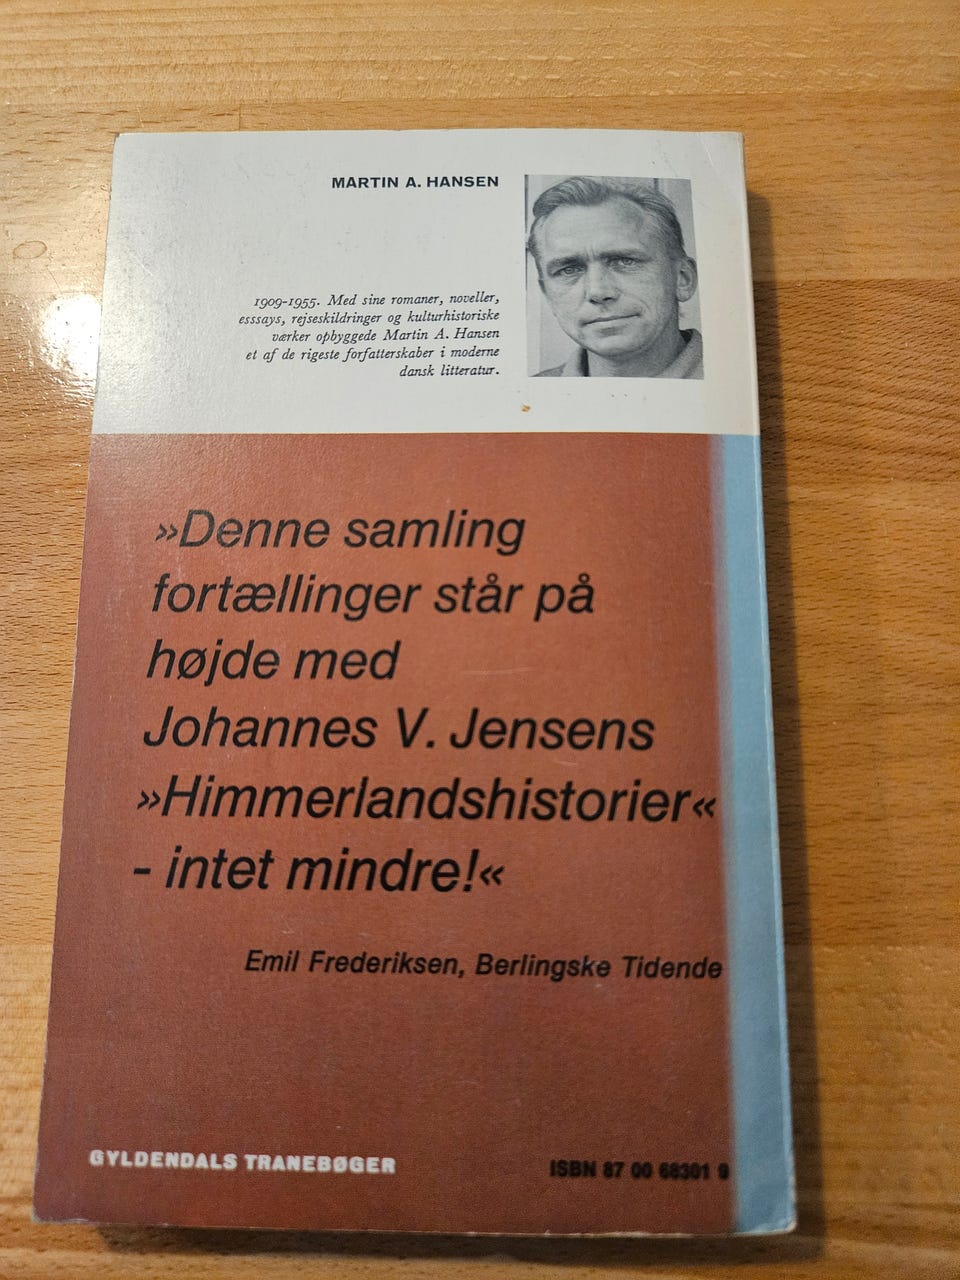 MARTIN A. HANSEN
1909-1955. Med sine romaner, noveller,
esssays, rejseskildringer og kulturhistoriske
værker opbyggede Martin A. Hansen
et af de rigeste forfatterskaber i moderne
dansk litteratur.
»Denne samling
fortællinger står på
højde med
Johannes V. Jensens
»Himmerlandshistorier«
- intet mindre!«
Emil Frederiksen, Berlingske Tidende
GYLDENDALS TRANEBØGER
ISBN 87 00 68301 9